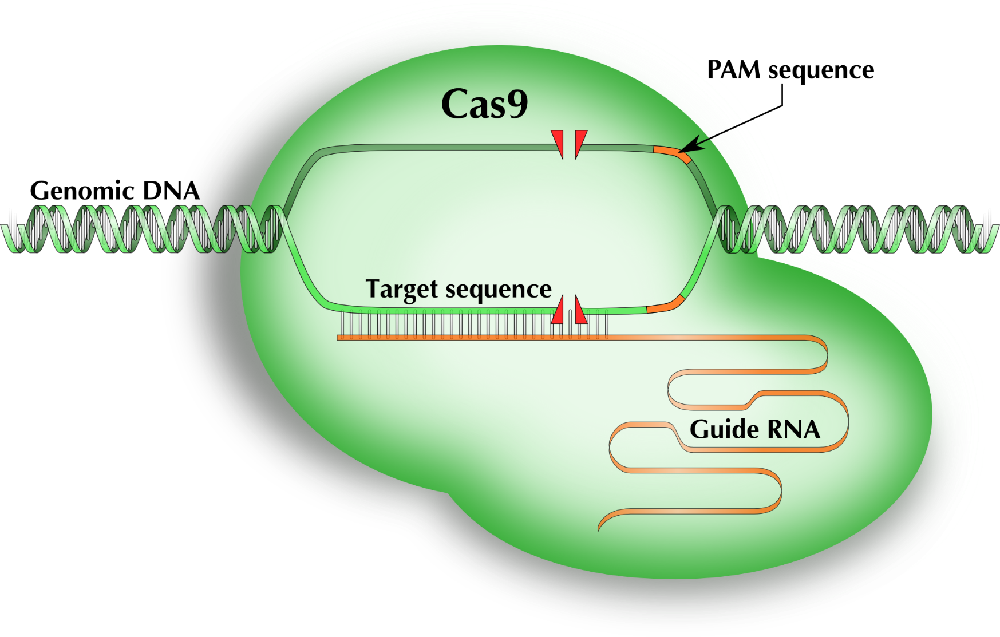 PAM sequence
Cas9
Genomic DNA
Target sequence
Guide RNA